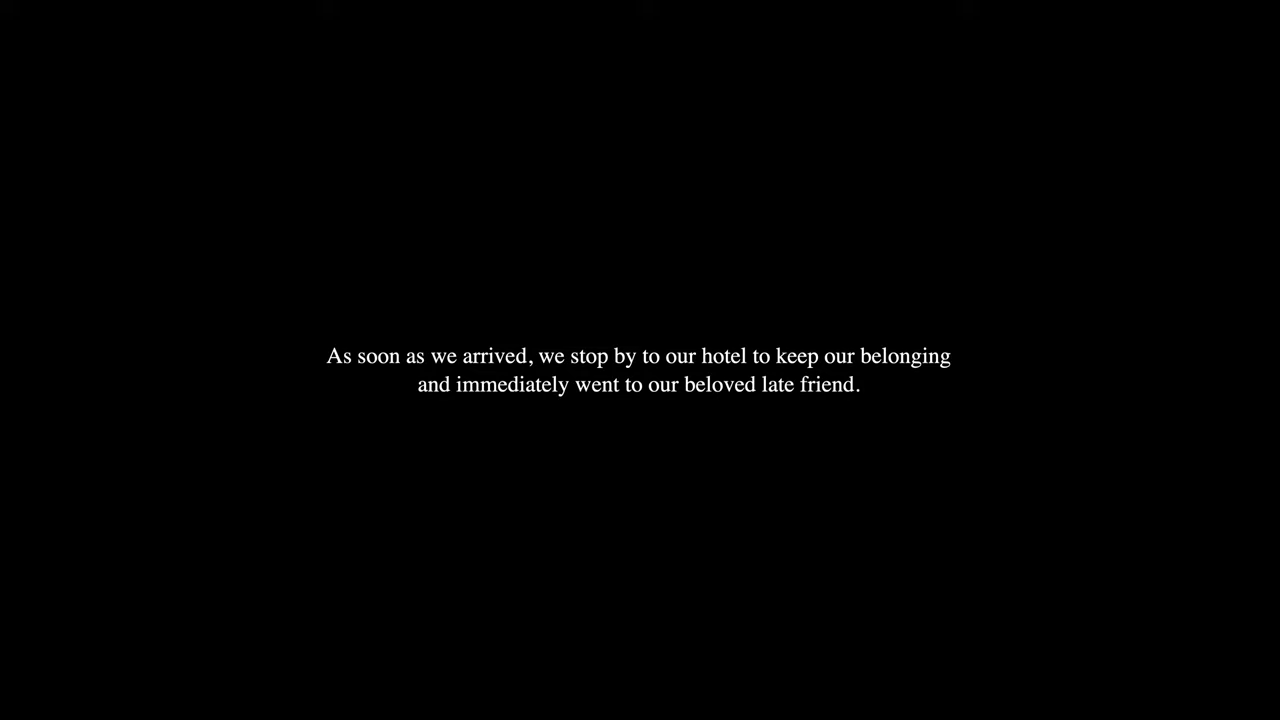 As soon as we arrived, we stop by to our hotel to keep our belonging
and immediately went to our beloved late friend.